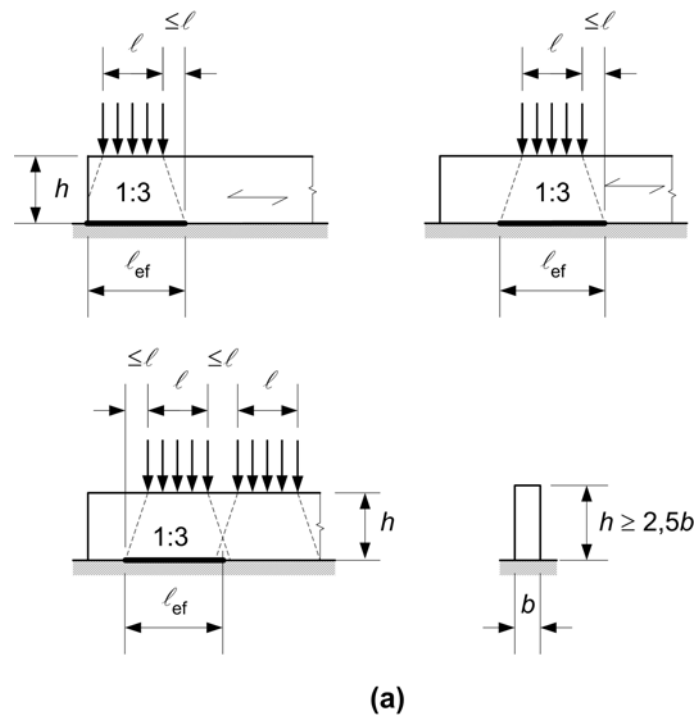 ≤ℓ
ℓ
h
1:3
ℓef
≤ℓ
ℓ
1:3
ℓef
≤ℓ ≤ℓ
ℓ ℓ
1:3
h
ℓef
h ≥ 2,5b
b
(a)